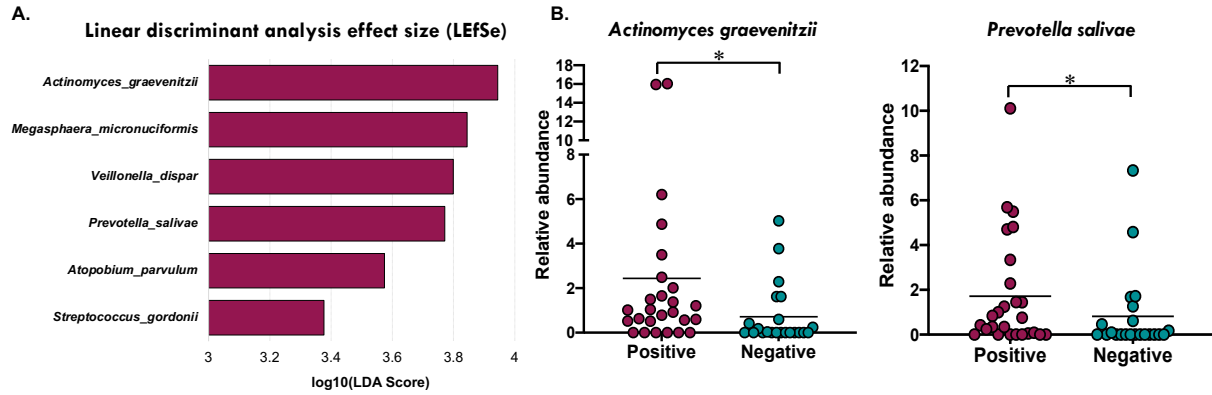 A.
Linear discriminant analysis effect size (LEfSe)
Actinomyces_graevenitzii
Megasphaera_micronuciformis
Veillonella_dispar
Prevotella_salivae
Atopobium_parvulum
Streptococcus_gordonii
3 3.2 3.4 3.6 3.8 4
log10(LDA Score)
B.
Actinomyces graevenitzii
*
Relative abundance
18
16
14
12
10
8
6
4
2
0
Positive Negative
Prevotella salivae
*
Relative abundance
12
10
8
6
4
2
0
Positive Negative